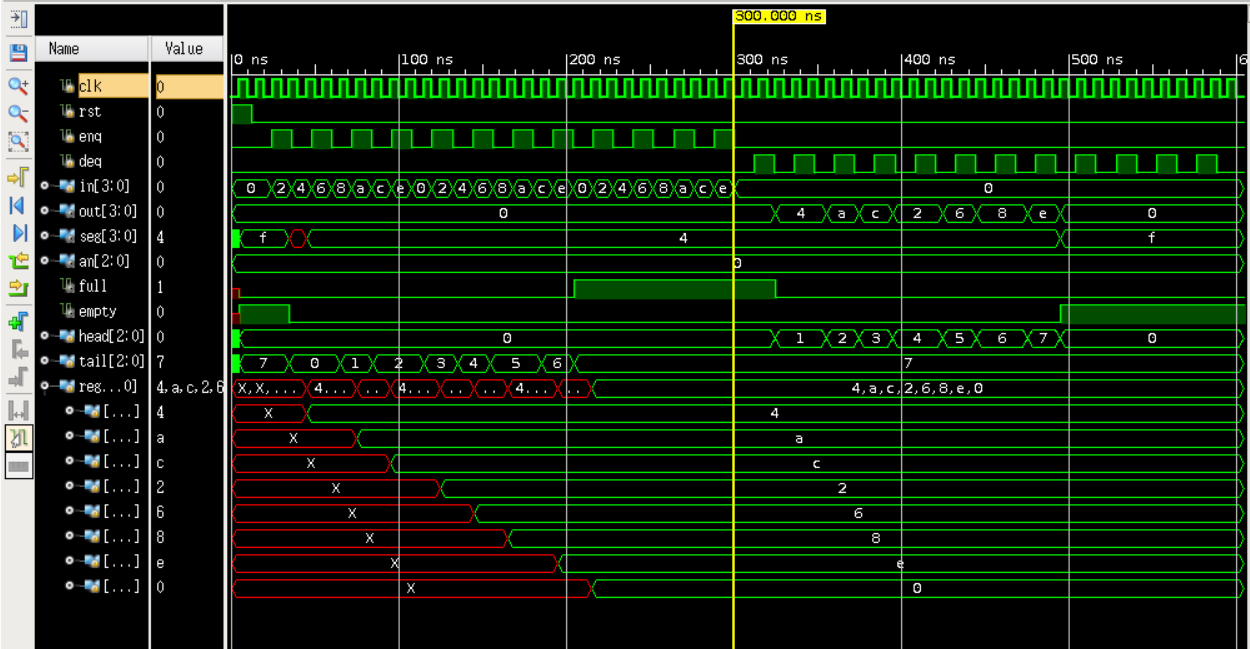 300.000 ns
Name Value
0 ns 100 ns 200 ns 300 ns 400 ns 500 ns 6
clk 0
rst 0
enq 0
deq 0
in[3:0] 0 0 2 4 6 8 a c e 0 2 4 6 8 a c e 0 2 4 6 8 a c e 0
out[3:0] 0 0 4 a c 2 6 8 e 0
seg[3:0] 4 f 4 f
an[2:0] 0 0
full 1
empty 0
head[2:0] 0 0 1 2 3 4 5 6 7 0
tail[2:0] 7 7 0 1 2 3 4 5 6 7
reg...0] 4,a,c,2,6 X,X,... 4... .. 4... .. .. 4... .. 4,a,c,2,6,8,e,0
[...] 4 X 4
[...] a X a
[...] c X c
[...] 2 X 2
[...] 6 X 6
[...] 8 X 8
[...] e X e
[...] 0 X 0